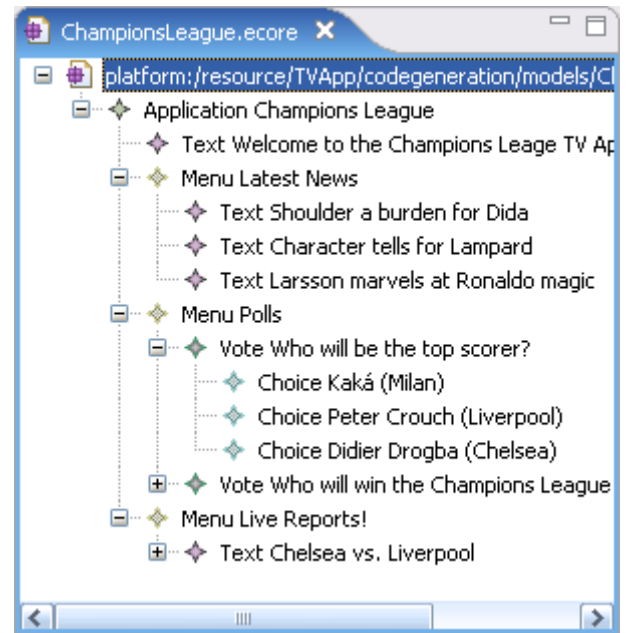 ChampionsLeague.ecore
platform:/resource/TVApp/codegeneration/models/Cl
Application Champions League
Text Welcome to the Champions Leage TV Ap
Menu Latest News
Text Shoulder a burden for Dida
Text Character tells for Lampard
Text Larsson marvels at Ronaldo magic
Menu Polls
Vote Who will be the top scorer?
Choice Kaká (Milan)
Choice Peter Crouch (Liverpool)
Choice Didier Drogba (Chelsea)
Vote Who will win the Champions League
Menu Live Reports!
Text Chelsea vs. Liverpool